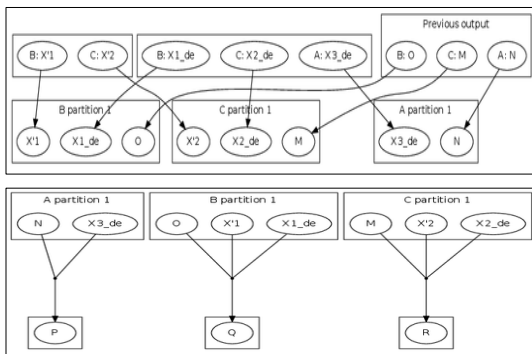 Previous output
B: X'1 C: X'2 B: X1_de C: X2_de A: X3_de B: O C: M A: N
B partition 1 C partition 1 A partition 1
X'1 X1_de O X'2 X2_de M X3_de N
A partition 1 B partition 1 C partition 1
N X3_de O X'1 X1_de M X'2 X2_de
P Q R